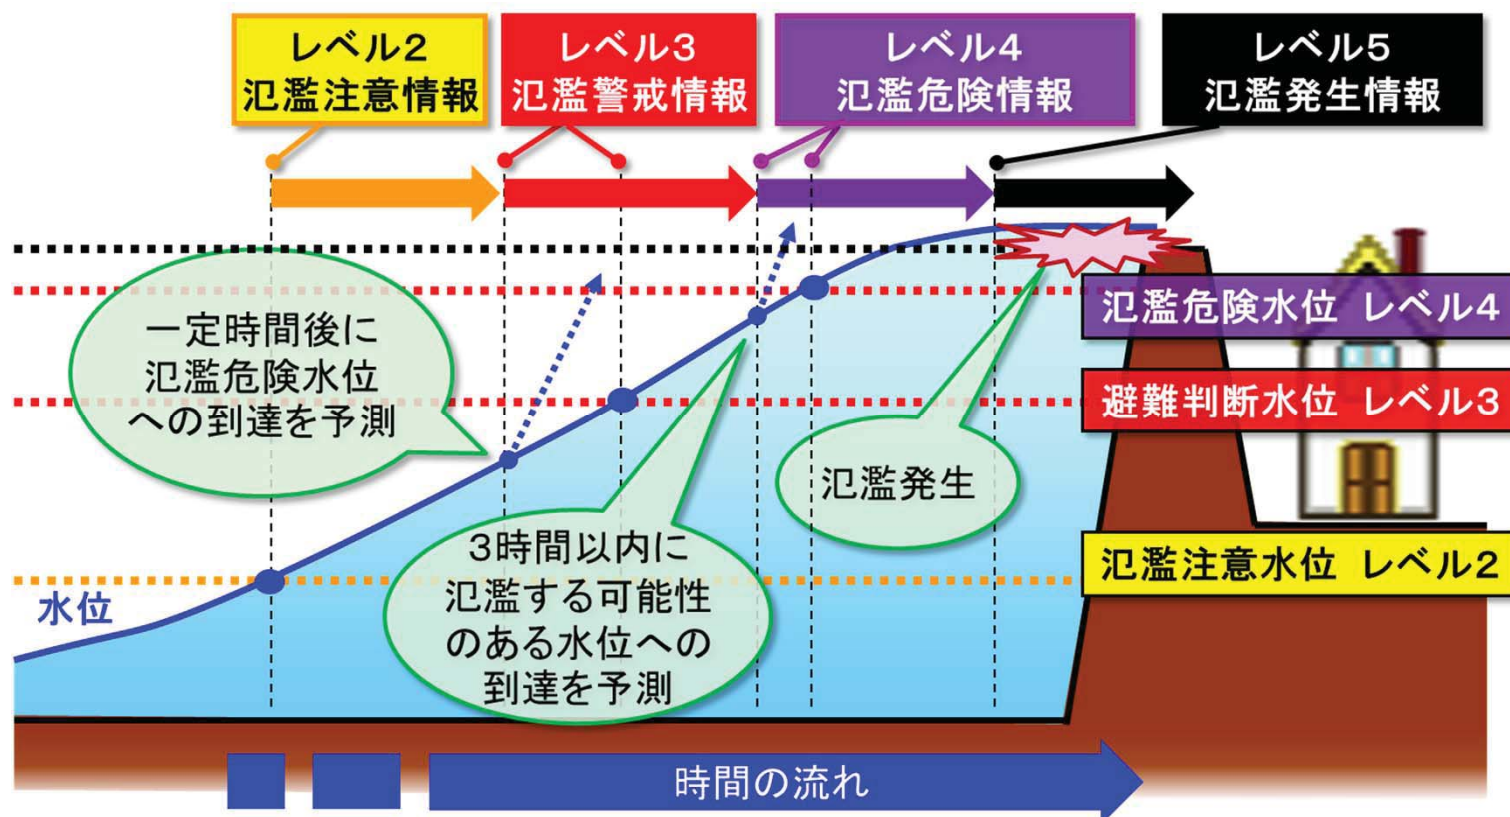 レベル2
氾濫注意情報
レベル3
氾濫警戒情報
レベル4
氾濫危険情報
レベル5
氾濫発生情報
一定時間後に
氾濫危険水位
への到達を予測
氾濫危険水位 レベル4
避難判断水位 レベル3
氾濫発生
3時間以内に
氾濫する可能性
のある水位への
到達を予測
氾濫注意水位 レベル2
水位
時間の流れ